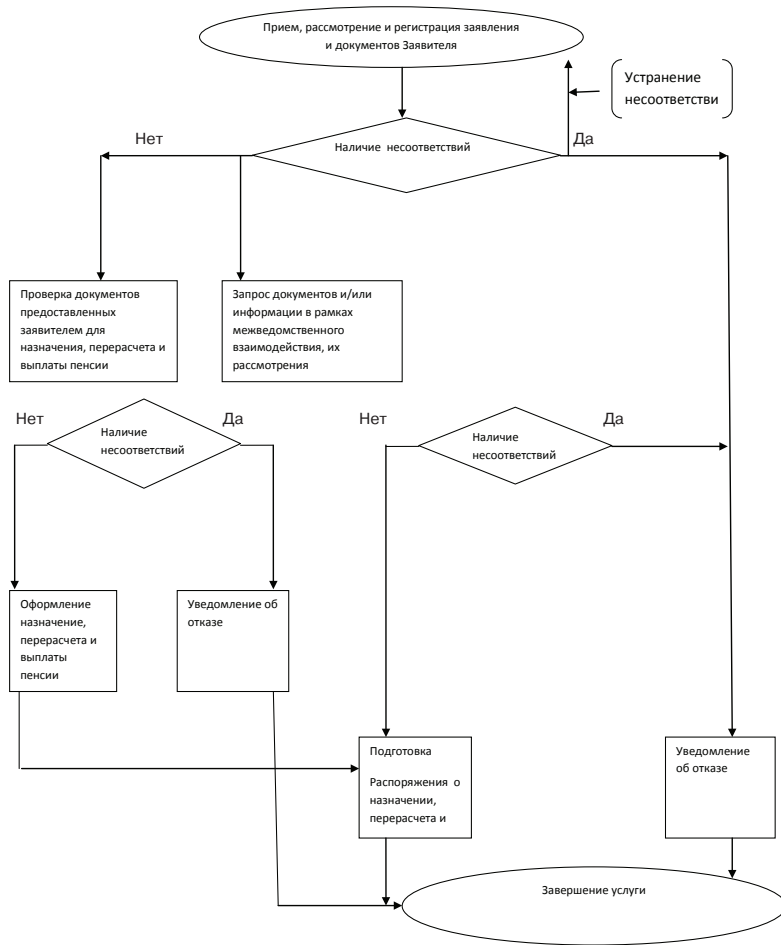 Прием, рассмотрение и регистрация заявления
и документов Заявителя
Устранение
несоответстви
Нет
Наличие несоответствий
Да
Проверка документов
предоставленных
заявителем для
назначения, перерасчета и
выплаты пенсии
Запрос документов и/или
информации в рамках
межведомственного
взаимодействия, их
рассмотрения
Нет
Наличие
несоответствий
Да
Нет
Наличие
несоответствий
Да
Оформление
назначение,
перерасчета и
выплаты
пенсии
Уведомление об
отказе
Подготовка
Распоряжения о
назначении,
перерасчета и
Уведомление
об отказе
Завершение услуги